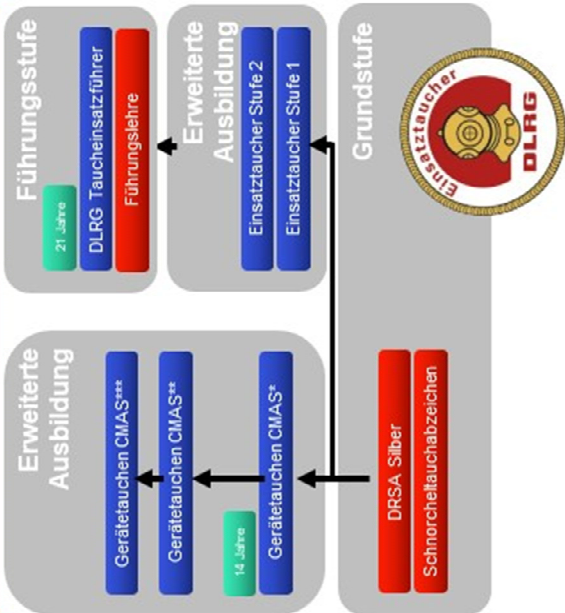 Erweiterte
Ausbildung
Gerätetauchen CMAS***
Gerätetauchen CMAS**
14 Jahre
Gerätetauchen CMAS*
DRSA Silber
Schnorcheltauchabzeichen
Führungsstufe
21 Jahre
DLRG Taucheinsatzführer
Führungslehre
Erweiterte
Ausbildung
Einsatztaucher Stufe 2
Einsatztaucher Stufe 1
Grundstufe
Einsatztaucher
DLRG